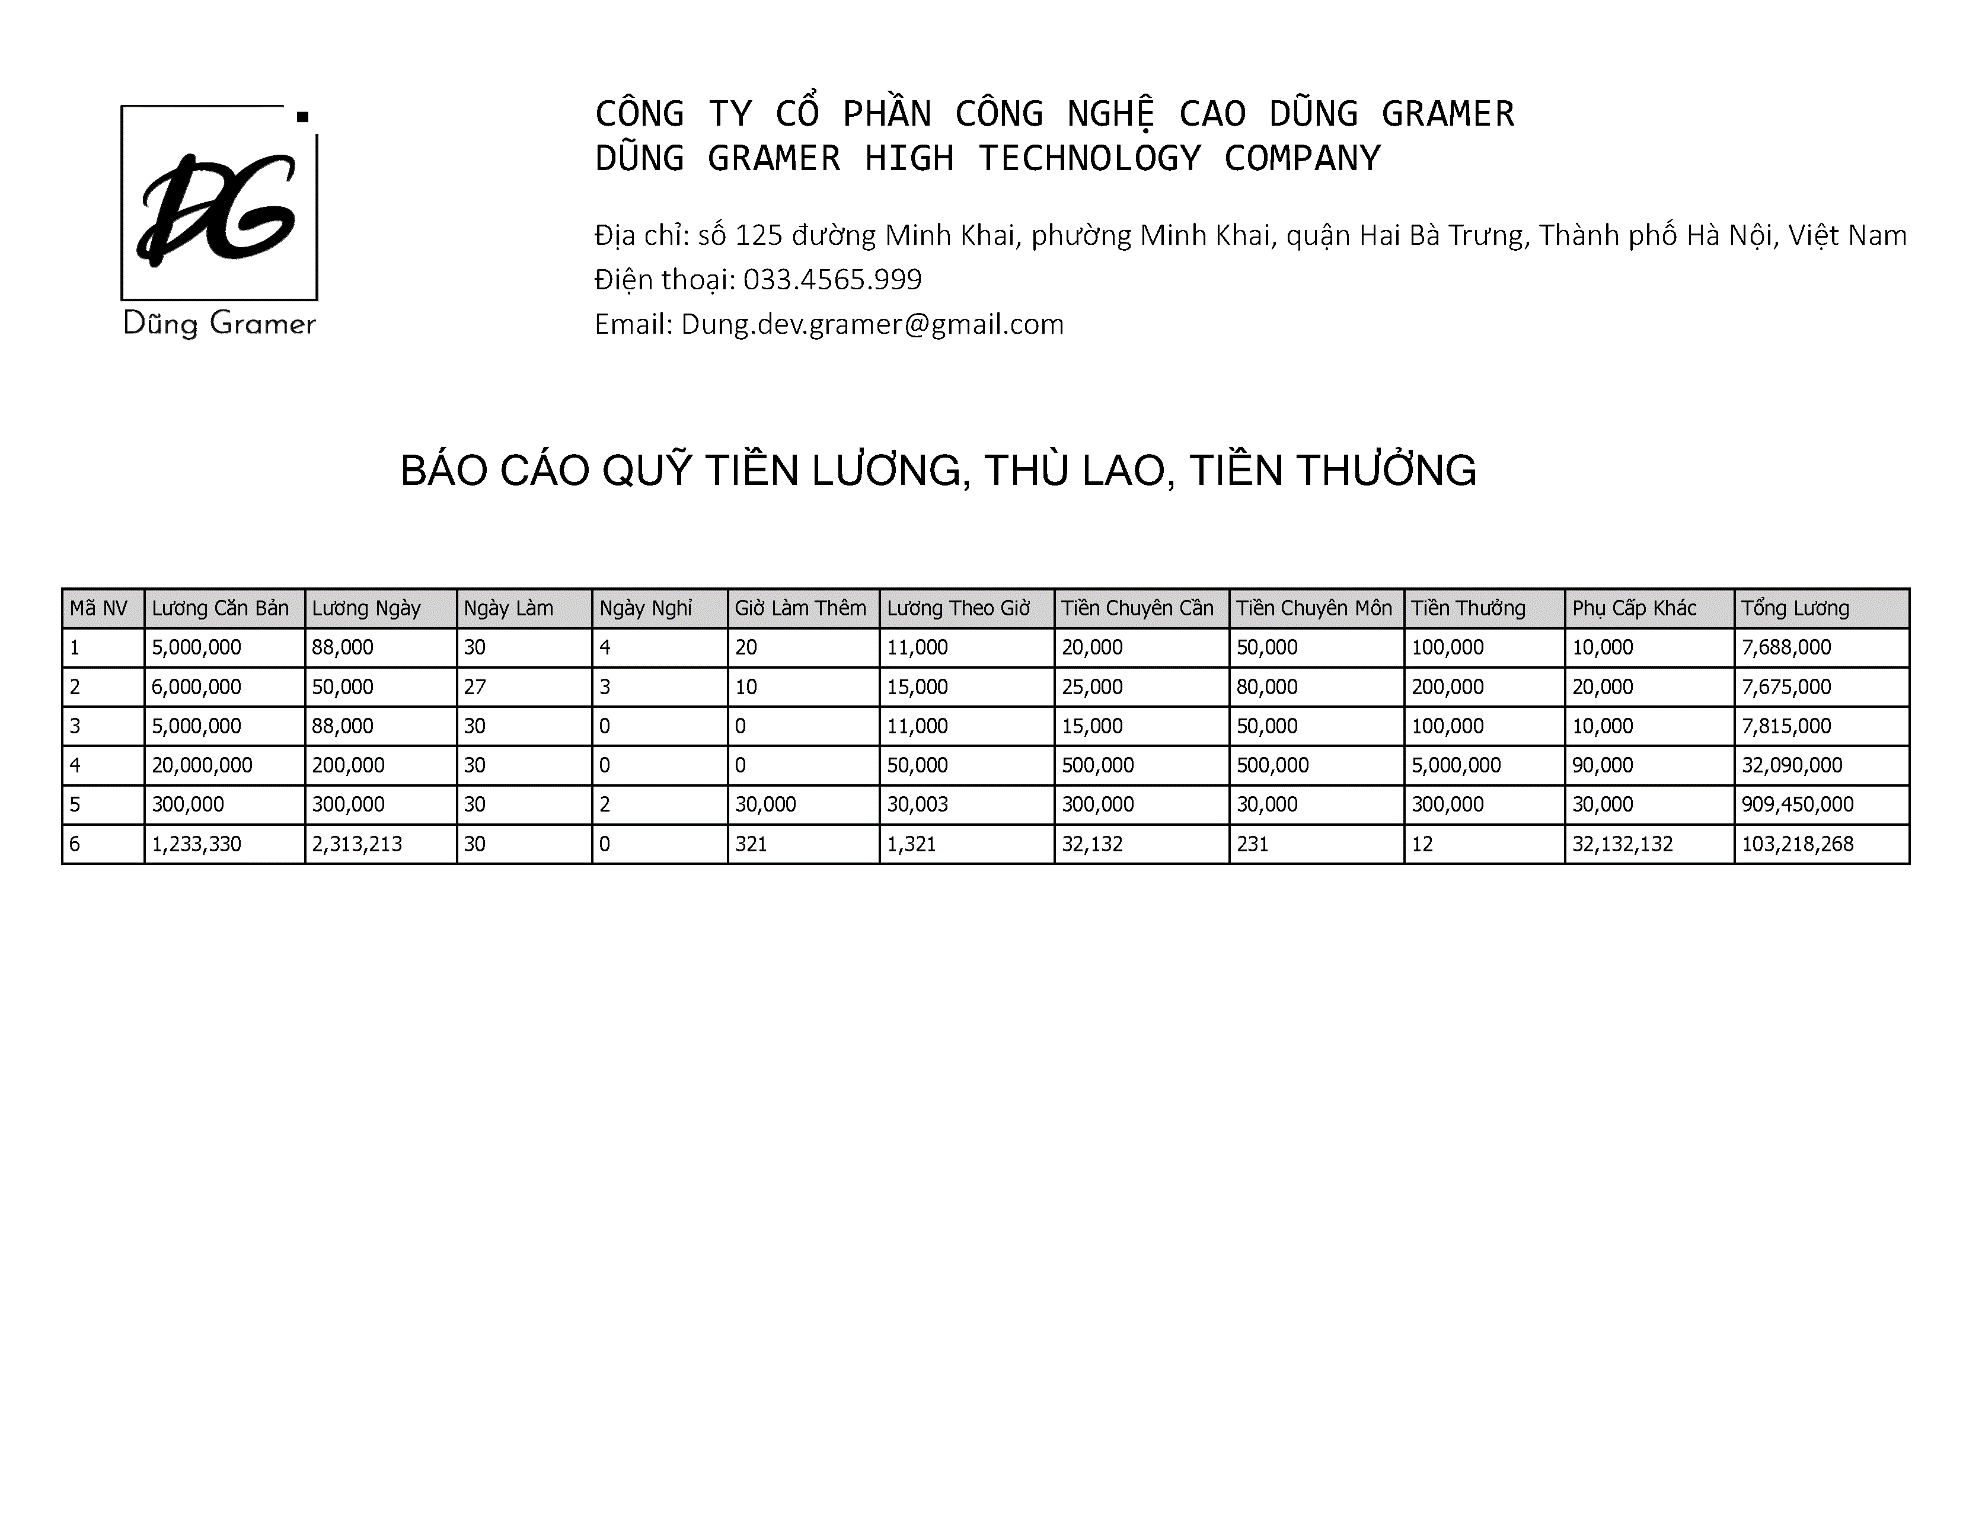 DG
Dũng Gramer
CÔNG TY CỔ PHẦN CÔNG NGHỆ CAO DŨNG GRAMER
DŨNG GRAMER HIGH TECHNOLOGY COMPANY
Địa chỉ: số 125 đường Minh Khai, phường Minh Khai, quận Hai Bà Trưng, Thành phố Hà Nội, Việt Nam
Điện thoại: 033.4565.999
Email: Dung.dev.gramer@gmail.com
BÁO CÁO QUỸ TIỀN LƯƠNG, THÙ LAO, TIỀN THƯỞNG
Mã NV Lương Căn Bản Lương Ngày Ngày Làm Ngày Nghỉ Giờ Làm Thêm Lương Theo Giờ Tiền Chuyên Cần Tiền Chuyên Môn Tiền Thưởng Phụ Cấp Khác Tổng Lương
1 5,000,000 88,000 30 4 20 11,000 20,000 50,000 100,000 10,000 7,688,000
2 6,000,000 50,000 27 3 10 15,000 25,000 80,000 200,000 20,000 7,675,000
3 5,000,000 88,000 30 0 0 11,000 15,000 50,000 100,000 10,000 7,815,000
4 20,000,000 200,000 30 0 0 50,000 500,000 500,000 5,000,000 90,000 32,090,000
5 300,000 300,000 30 2 30,000 30,003 300,000 30,000 300,000 30,000 909,450,000
6 1,233,330 2,313,213 30 0 321 1,321 32,132 231 12 32,132,132 103,218,268